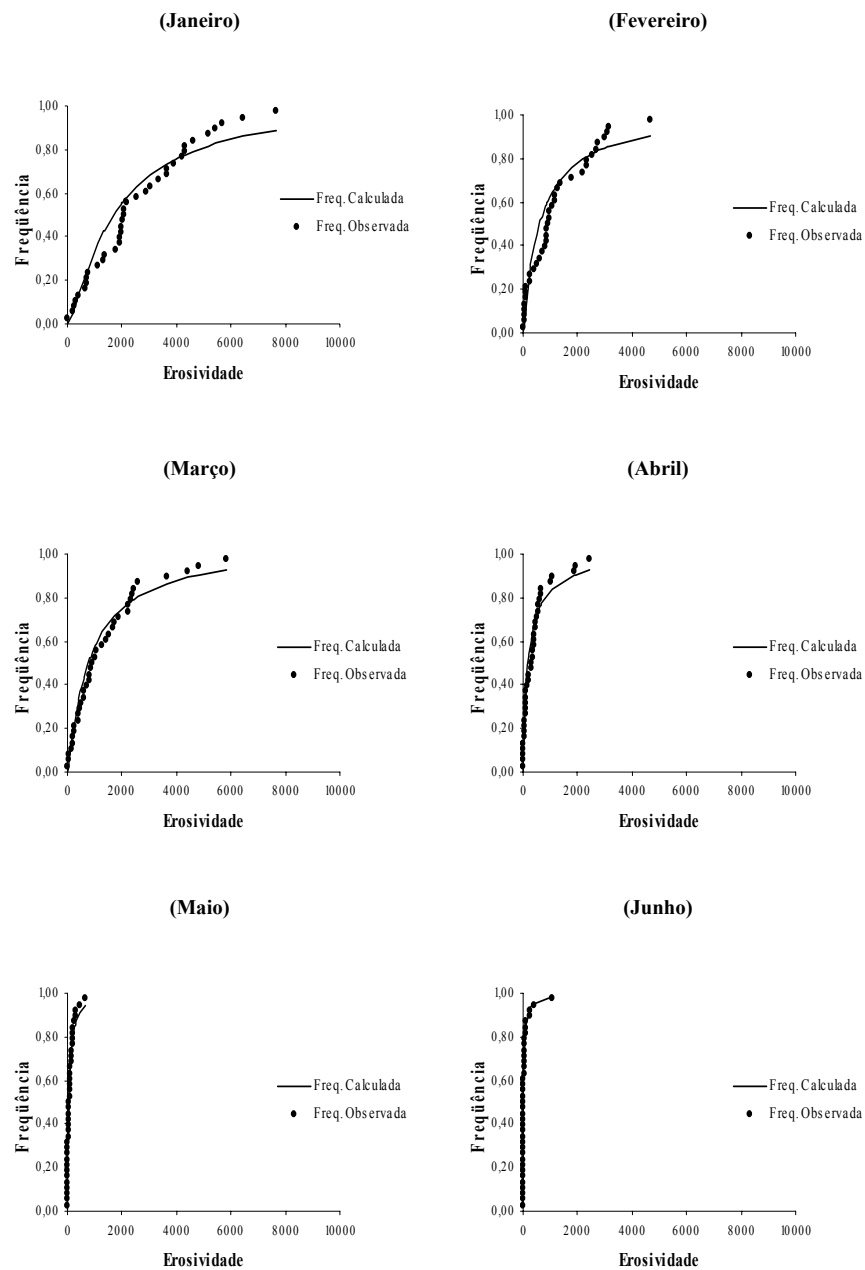 (Janeiro)
1,00
0,80
0,60
0,40
0,20
0,00
Freqüência
0 2000 4000 6000 8000 10000
Erosividade
Freq. Calculada
Freq. Observada
(Fevereiro)
1,00
0,80
0,60
0,40
0,20
0,00
Freqüência
0 2000 4000 6000 8000 10000
Erosividade
Freq. Calculada
Freq. Observada
(Março)
1,00
0,80
0,60
0,40
0,20
0,00
Freqüência
0 2000 4000 6000 8000 10000
Erosividade
Freq. Calculada
Freq. Observada
(Abril)
1,00
0,80
0,60
0,40
0,20
0,00
Freqüência
0 2000 4000 6000 8000 10000
Erosividade
Freq. Calculada
Freq. Observada
(Maio)
1,00
0,80
0,60
0,40
0,20
0,00
Freqüência
0 2000 4000 6000 8000 10000
Erosividade
Freq. Calculada
Freq. Observada
(Junho)
1,00
0,80
0,60
0,40
0,20
0,00
Freqüência
0 2000 4000 6000 8000 10000
Erosividade
Freq. Calculada
Freq. Observada